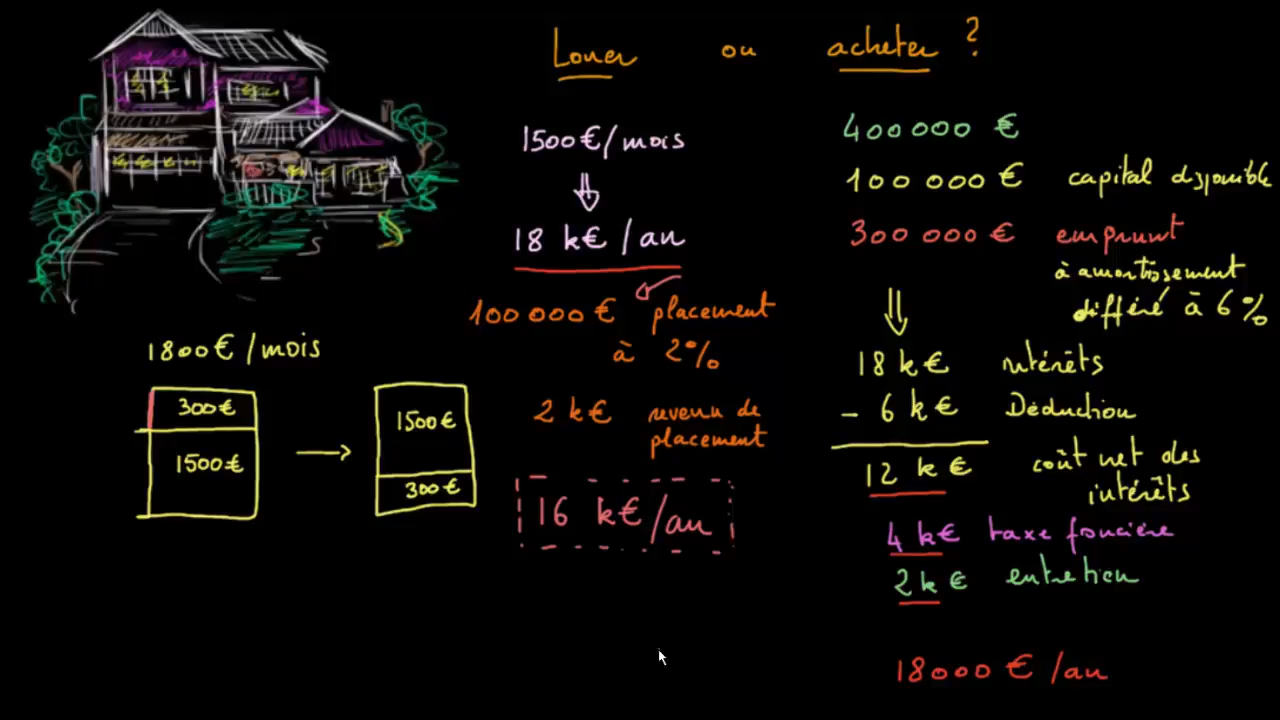 Louer ou acheter ?
1500€/mois
18 k€/an
100 000 € placement
à 2%
2 k€ revenu de
placement
16 k€/an
400 000 €
100 000 € capital disponible
300 000 € emprunt
à amortissement
différé à 6%
18 k€ intérêts
- 6 k€ Déduction
12 k€ coût net des
intérêts
4 k€ taxe foncière
2 k€ entretien
18000 €/an
1800€/mois
300€
1500€
1500€
300€